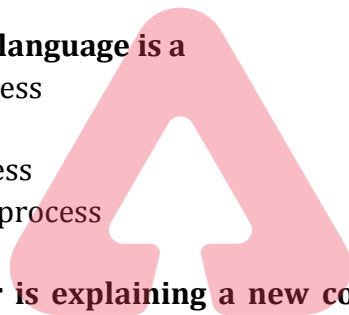 language is a
ess
ess
process
r is explaining a new co